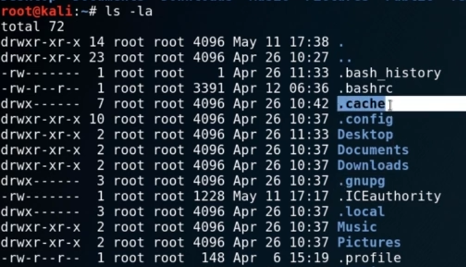 root@kali:~# ls -la
total 72
drwxr-xr-x 14 root root 4096 May 11 17:38 .
drwxr-xr-x 23 root root 4096 Apr 26 10:27 ..
-rw------- 1 root root 1 Apr 26 11:33 .bash_history
-rw-r--r-- 1 root root 3391 Apr 12 06:36 .bashrc
drwx------ 7 root root 4096 Apr 26 10:42 .cache
drwxr-xr-x 10 root root 4096 Apr 26 10:37 .config
drwxr-xr-x 2 root root 4096 Apr 26 11:33 Desktop
drwxr-xr-x 2 root root 4096 Apr 26 10:37 Documents
drwxr-xr-x 2 root root 4096 Apr 26 10:37 Downloads
drwx------ 3 root root 4096 Apr 26 10:37 .gnupg
-rw------- 1 root root 1228 May 11 17:17 .ICEauthority
drwx------ 3 root root 4096 Apr 26 10:37 .local
drwxr-xr-x 2 root root 4096 Apr 26 10:37 Music
drwxr-xr-x 2 root root 4096 Apr 26 10:37 Pictures
-rw-r--r-- 1 root root 148 Apr 6 15:19 .profile